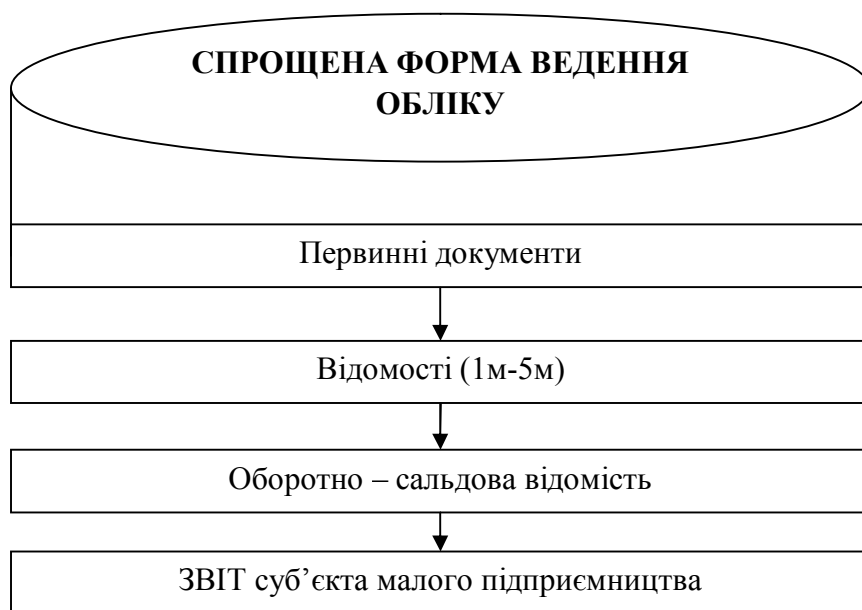 СПРОЩЕНА ФОРМА ВЕДЕННЯ
ОБЛІКУ
Первинні документи
Відомості (1м-5м)
Оборотно – сальдова відомість
ЗВІТ суб’єкта малого підприємництва